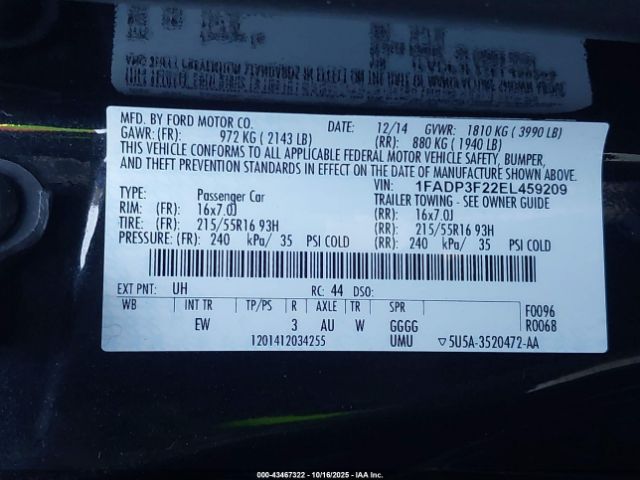 MFD. BY FORD MOTOR CO.
DATE: 12/14 GVWR: 1810 KG ( 3990 LB)
GAWR: (FR): 972 KG ( 2143 LB) (RR): 880 KG ( 1940 LB)
THIS VEHICLE CONFORMS TO ALL APPLICABLE FEDERAL MOTOR VEHICLE SAFETY, BUMPER,
AND THEFT PREVENTION STANDARDS IN EFFECT ON THE DATE OF MANUFACTURE SHOWN ABOVE.
VIN: 1FADP3F22EL459209
TYPE: Passenger Car TRAILER TOWING - SEE OWNER GUIDE
RIM: (FR): 16x7.0J (RR): 16x7.0J
TIRE: (FR): 215/55R16 93H (RR): 215/55R16 93H
PRESSURE: (FR): 240 kPa/ 35 PSI COLD (RR): 240 kPa/ 35 PSI COLD
EXT PNT: UH RC: 44 DSO:
WB INT TR TP/PS R AXLE TR SPR F0096
EW 3 AU W GGGG R0068
1201412034255 UMU ▽5U5A-3520472-AA
000-43467322 | 10/16/2025 | IAAI.COM